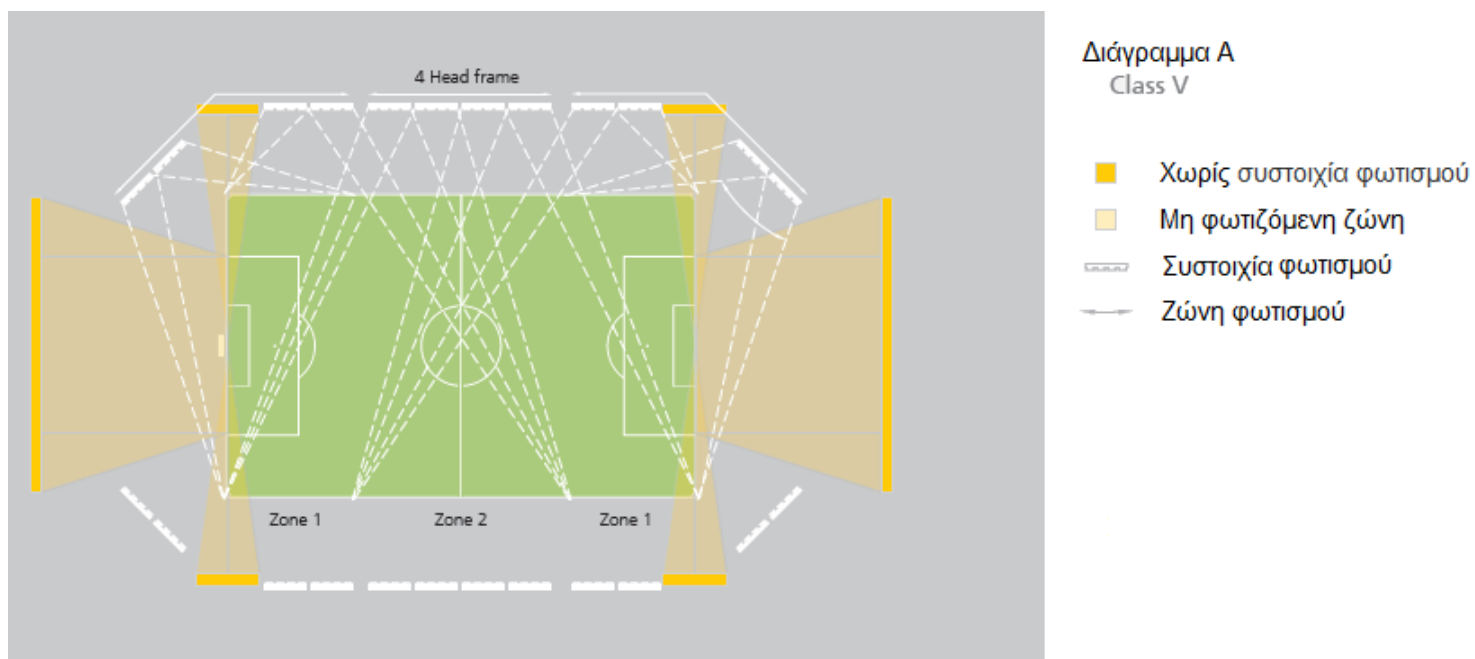 4 Head frame
Zone 1
Zone 2
Zone 1
Διάγραμμα Α
Class V
Χωρίς συστοιχία φωτισμού
Μη φωτιζόμενη ζώνη
Συστοιχία φωτισμού
Ζώνη φωτισμού